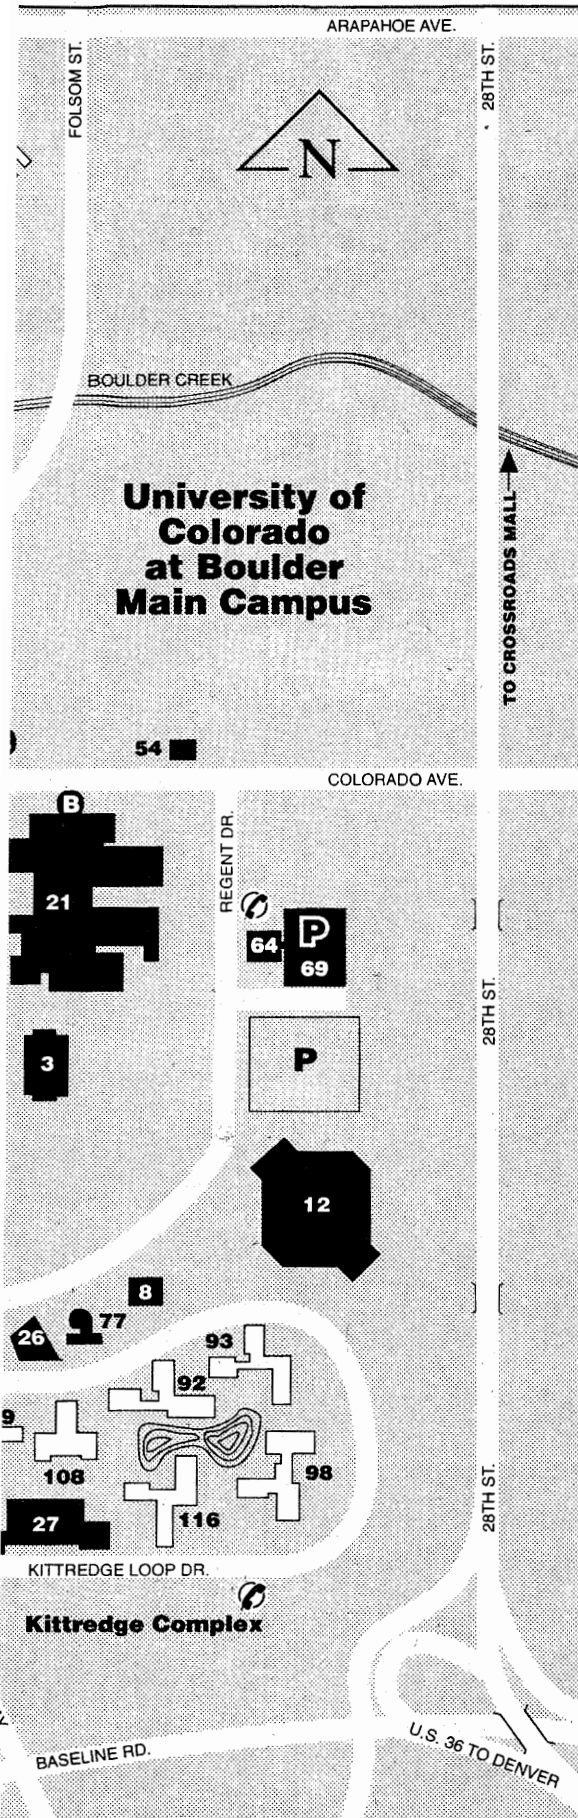 ARAPAHOE AVE.
FOLSOM ST.
28TH ST.
N
BOULDER CREEK
University of
Colorado
at Boulder
Main Campus
TO CROSSROADS MALL
54
COLORADO AVE.
B
REGENT DR.
21
P
64
69
28TH ST.
3
P
12
8
77
26
93
92
9
108
98
116
27
28TH ST.
KITTREDGE LOOP DR.
Kittredge Complex
U.S. 36 TO DENVER
BASELINE RD.